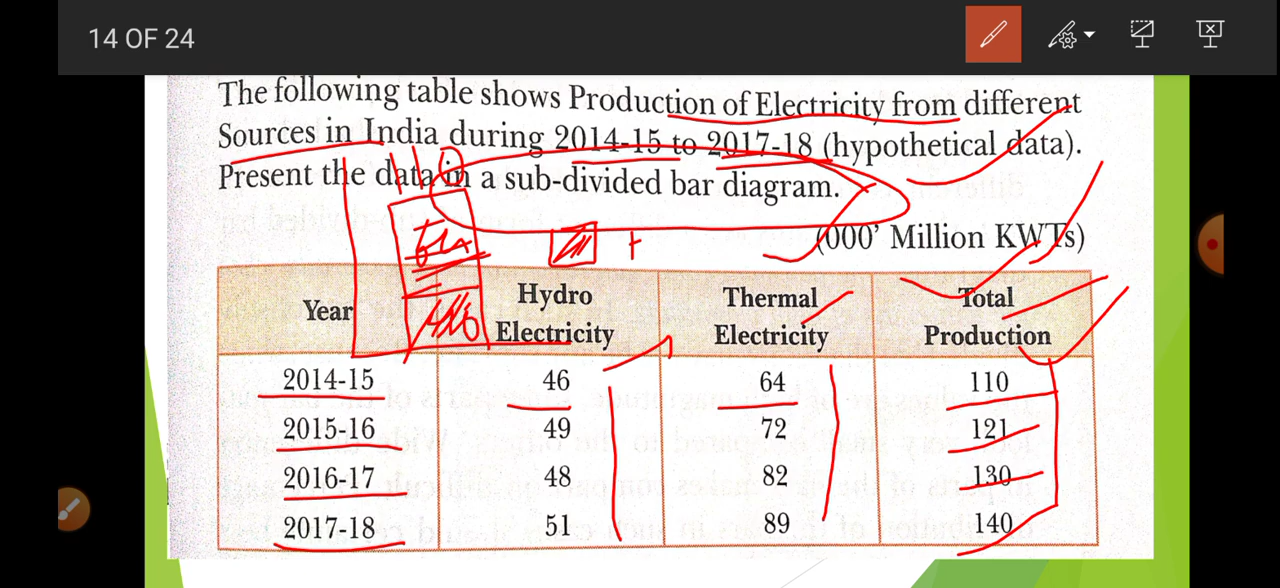 14 OF 24
The following table shows Production of Electricity from different
Sources in India during 2014-15 to 2017-18 (hypothetical data).
Present the data in a sub-divided bar diagram.
(000’ Million KWTs)
Year Hydro Electricity Thermal Electricity Total Production
2014-15 46 64 110
2015-16 49 72 121
2016-17 48 82 130
2017-18 51 89 140